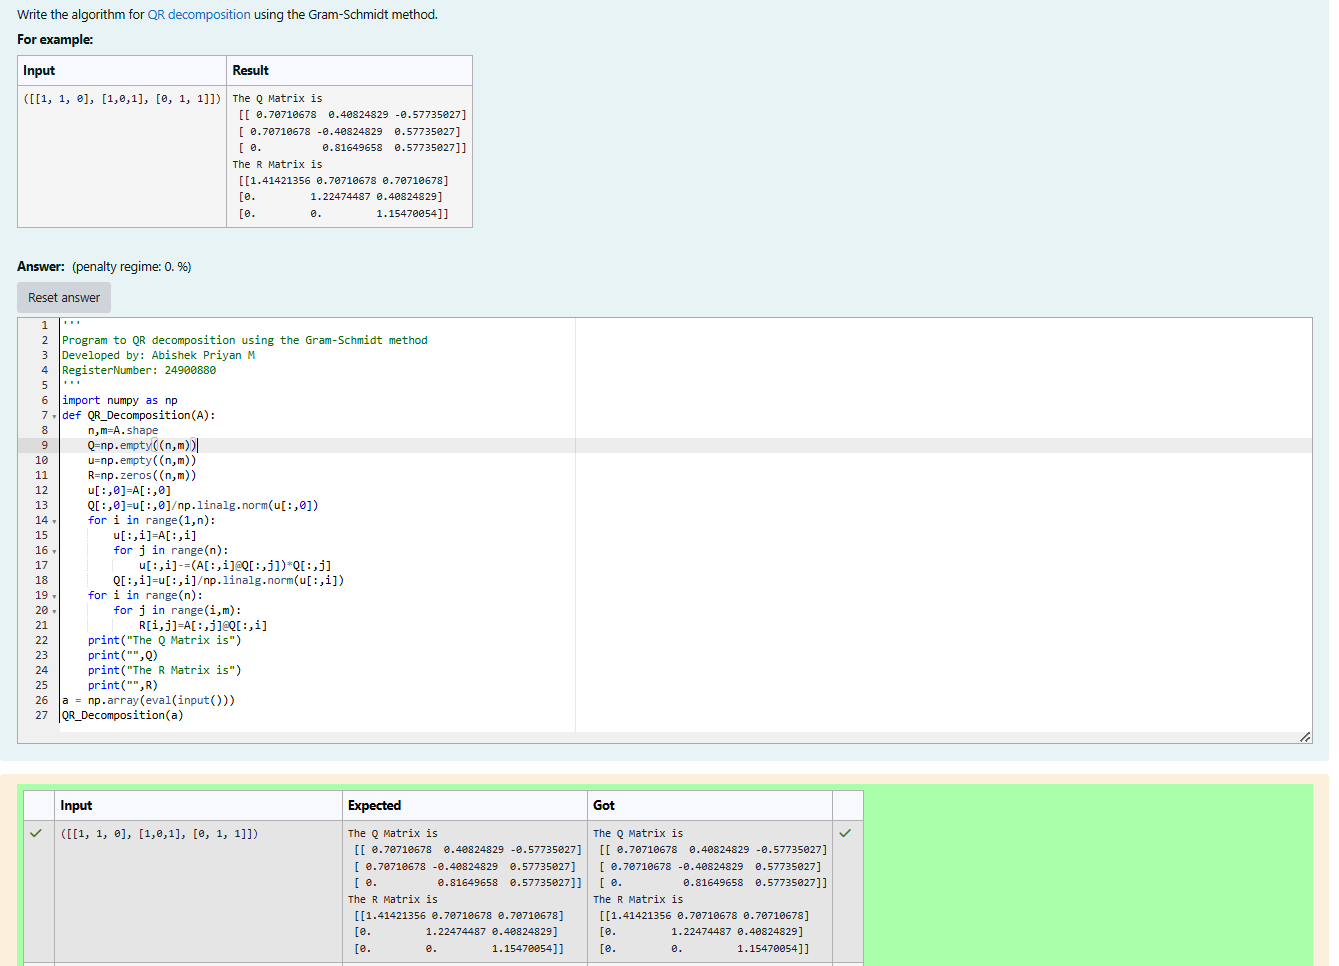 Write the algorithm for QR decomposition using the Gram-Schmidt method.
For example:
Input Result
([[1, 1, 0], [1,0,1], [0, 1, 1]]) The Q Matrix is
[[ 0.70710678  0.40824829 -0.57735027]
[ 0.70710678 -0.40824829  0.57735027]
[ 0.          0.81649658  0.57735027]]
The R Matrix is
[[1.41421356 0.70710678 0.70710678]
[0.         1.22474487 0.40824829]
[0.         0.         1.15470054]]
Answer: (penalty regime: 0. %)
Reset answer
1 '''
2 Program to QR decomposition using the Gram-Schmidt method
3 Developed by: Abishek Priyan M
4 RegisterNumber: 24900880
5 '''
6 import numpy as np
7 def QR_Decomposition(A):
8     n,m=A.shape
9     Q=np.empty((n,m))
10     u=np.empty((n,m))
11     R=np.zeros((n,m))
12     u[:,0]=A[:,0]
13     Q[:,0]=u[:,0]/np.linalg.norm(u[:,0])
14     for i in range(1,n):
15         u[:,i]=A[:,i]
16         for j in range(n):
17             u[:,i]-=(A[:,i]@Q[:,j])*Q[:,j]
18         Q[:,i]=u[:,i]/np.linalg.norm(u[:,i])
19     for i in range(n):
20         for j in range(i,m):
21             R[i,j]=A[:,j]@Q[:,i]
22     print("The Q Matrix is")
23     print("",Q)
24     print("The R Matrix is")
25     print("",R)
26 a = np.array(eval(input()))
27 QR_Decomposition(a)
Input Expected Got
([[1, 1, 0], [1,0,1], [0, 1, 1]]) The Q Matrix is The Q Matrix is
[[ 0.70710678  0.40824829 -0.57735027] [[ 0.70710678  0.40824829 -0.57735027]
[ 0.70710678 -0.40824829  0.57735027] [ 0.70710678 -0.40824829  0.57735027]
[ 0.          0.81649658  0.57735027]] [ 0.          0.81649658  0.57735027]]
The R Matrix is The R Matrix is
[[1.41421356 0.70710678 0.70710678] [[1.41421356 0.70710678 0.70710678]
[0.         1.22474487 0.40824829] [0.         1.22474487 0.40824829]
[0.         0.         1.15470054]] [0.         0.         1.15470054]]